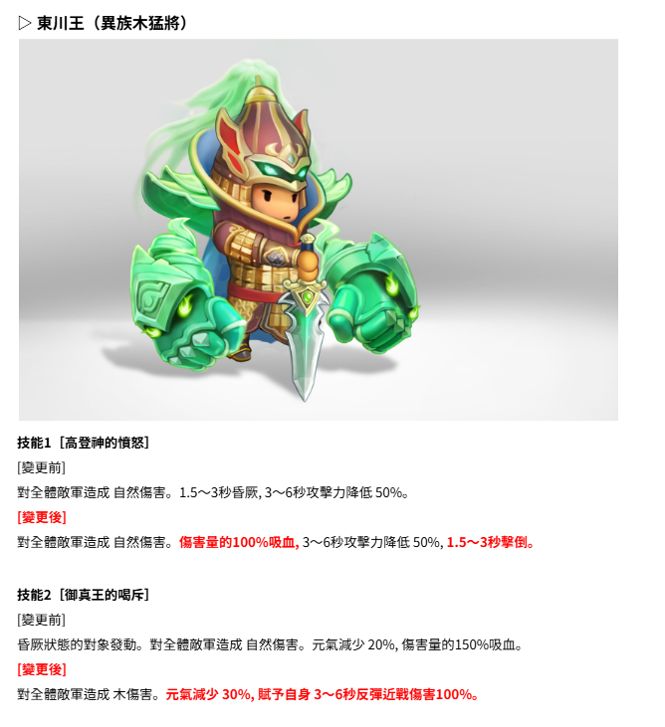 ▷ 東川王（異族木猛將）
技能1［高登神的憤怒］
[變更前]
對全體敵軍造成 自然傷害。1.5～3秒昏厥, 3～6秒攻擊力降低 50%。
[變更後]
對全體敵軍造成 自然傷害。傷害量的100%吸血, 3～6秒攻擊力降低 50%, 1.5～3秒擊倒。
技能2［御真王的喝斥］
[變更前]
昏厥狀態的對象發動。對全體敵軍造成 自然傷害。元氣減少 20%, 傷害量的150%吸血。
[變更後]
對全體敵軍造成 木傷害。元氣減少 30%, 賦予自身 3～6秒反彈近戰傷害100%。